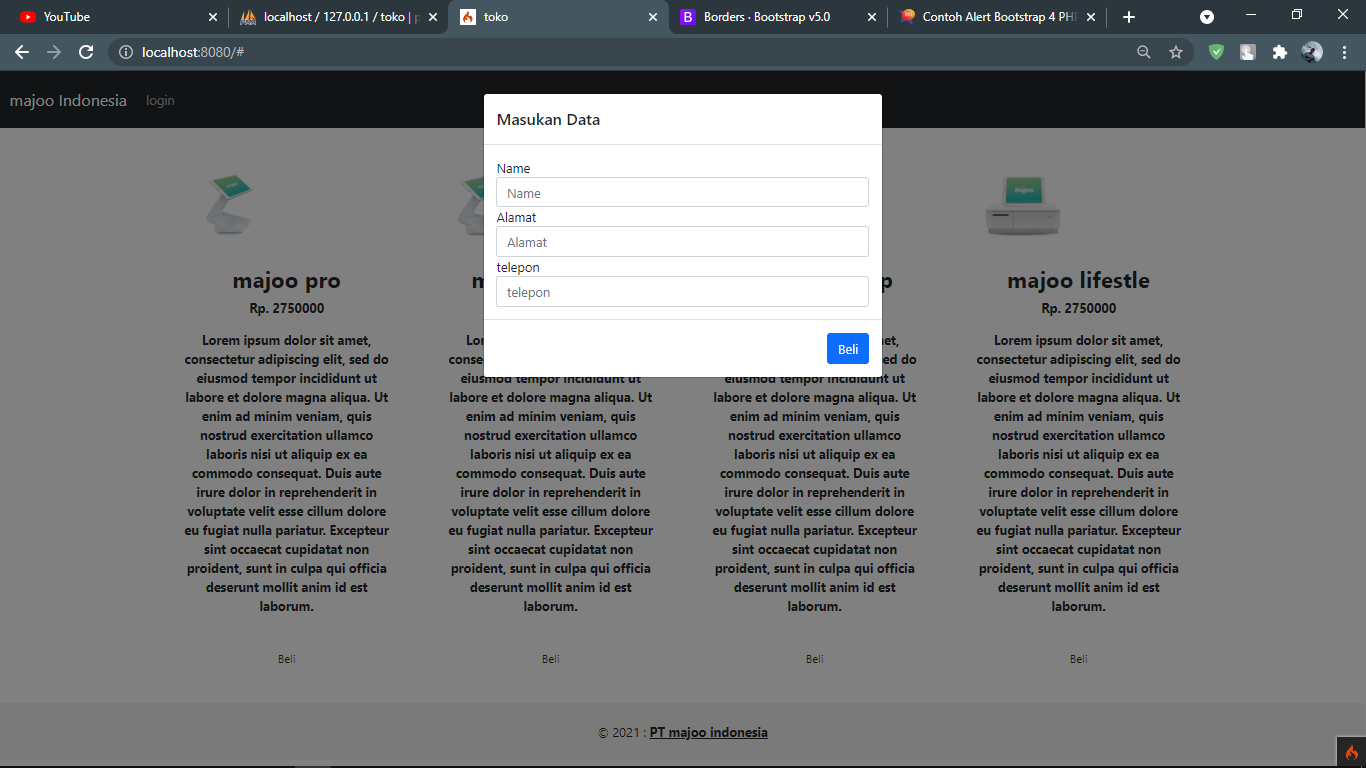 YouTube
localhost / 127.0.0.1 / toko | p
toko
B Borders · Bootstrap v5.0
Contoh Alert Bootstrap 4 PHP
localhost:8080/#
majoo Indonesia login
Masukan Data
Name
Name
Alamat
Alamat
telepon
telepon
Beli
majoo
majoo pro
Rp. 2750000
Lorem ipsum dolor sit amet,
consectetur adipiscing elit, sed do
eiusmod tempor incididunt ut
labore et dolore magna aliqua. Ut
enim ad minim veniam, quis
nostrud exercitation ullamco
laboris nisi ut aliquip ex ea
commodo consequat. Duis aute
irure dolor in reprehenderit in
voluptate velit esse cillum dolore
eu fugiat nulla pariatur. Excepteur
sint occaecat cupidatat non
proident, sunt in culpa qui officia
deserunt mollit anim id est
laborum.
Beli
eiusmod tempor incididunt ut
labore et dolore magna aliqua. Ut
enim ad minim veniam, quis
nostrud exercitation ullamco
laboris nisi ut aliquip ex ea
commodo consequat. Duis aute
irure dolor in reprehenderit in
voluptate velit esse cillum dolore
eu fugiat nulla pariatur. Excepteur
sint occaecat cupidatat non
proident, sunt in culpa qui officia
deserunt mollit anim id est
laborum.
Beli
p
et,
ed do
eiusmod tempor incididunt ut
labore et dolore magna aliqua. Ut
enim ad minim veniam, quis
nostrud exercitation ullamco
laboris nisi ut aliquip ex ea
commodo consequat. Duis aute
irure dolor in reprehenderit in
voluptate velit esse cillum dolore
eu fugiat nulla pariatur. Excepteur
sint occaecat cupidatat non
proident, sunt in culpa qui officia
deserunt mollit anim id est
laborum.
Beli
majoo
majoo lifestle
Rp. 2750000
Lorem ipsum dolor sit amet,
consectetur adipiscing elit, sed do
eiusmod tempor incididunt ut
labore et dolore magna aliqua. Ut
enim ad minim veniam, quis
nostrud exercitation ullamco
laboris nisi ut aliquip ex ea
commodo consequat. Duis aute
irure dolor in reprehenderit in
voluptate velit esse cillum dolore
eu fugiat nulla pariatur. Excepteur
sint occaecat cupidatat non
proident, sunt in culpa qui officia
deserunt mollit anim id est
laborum.
Beli
© 2021 : PT majoo indonesia